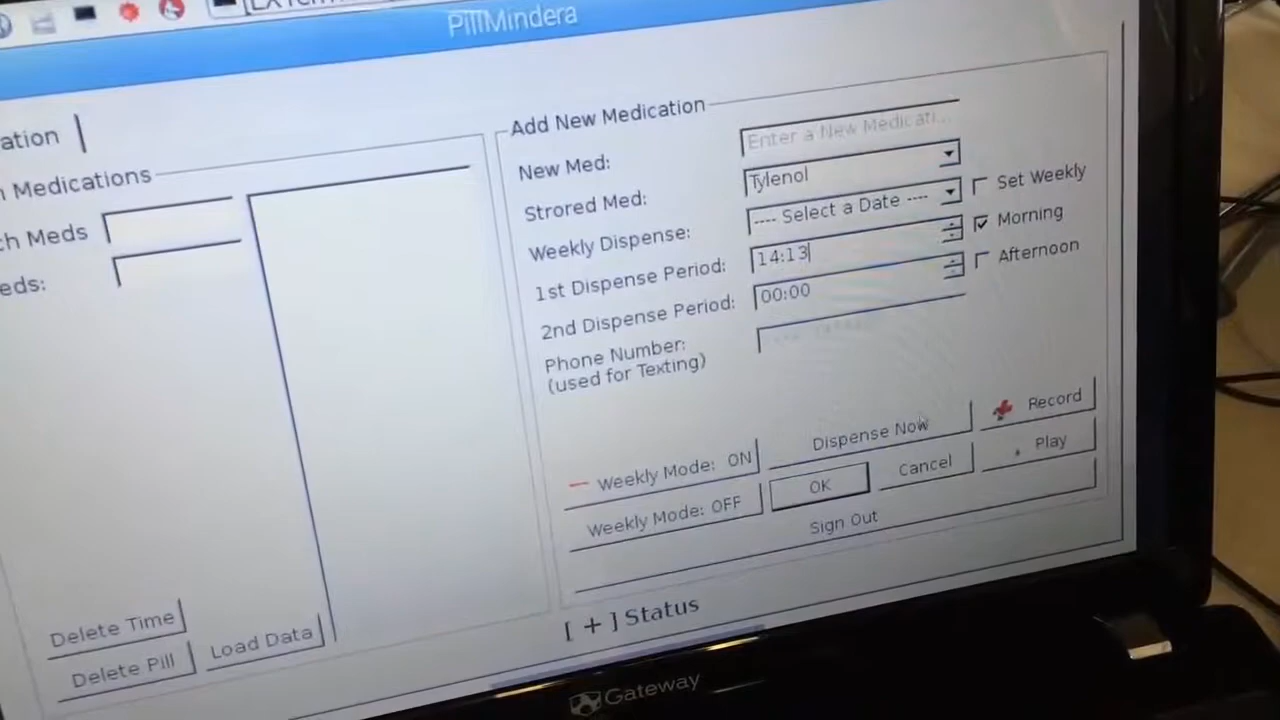 PillMindera
ation
n Medications
ch Meds
eds:
Delete Time
Delete Pill
Load Data
Add New Medication
New Med:
Enter a New Medicati...
Strored Med:
Tylenol
Weekly Dispense:
---- Select a Date ----
Set Weekly
1st Dispense Period:
14:13
Morning
2nd Dispense Period:
00:00
Afternoon
Phone Number:
(used for Texting)
Weekly Mode: ON
Dispense Now
Record
Weekly Mode: OFF
OK
Cancel
Play
Sign Out
[ + ] Status
Gateway